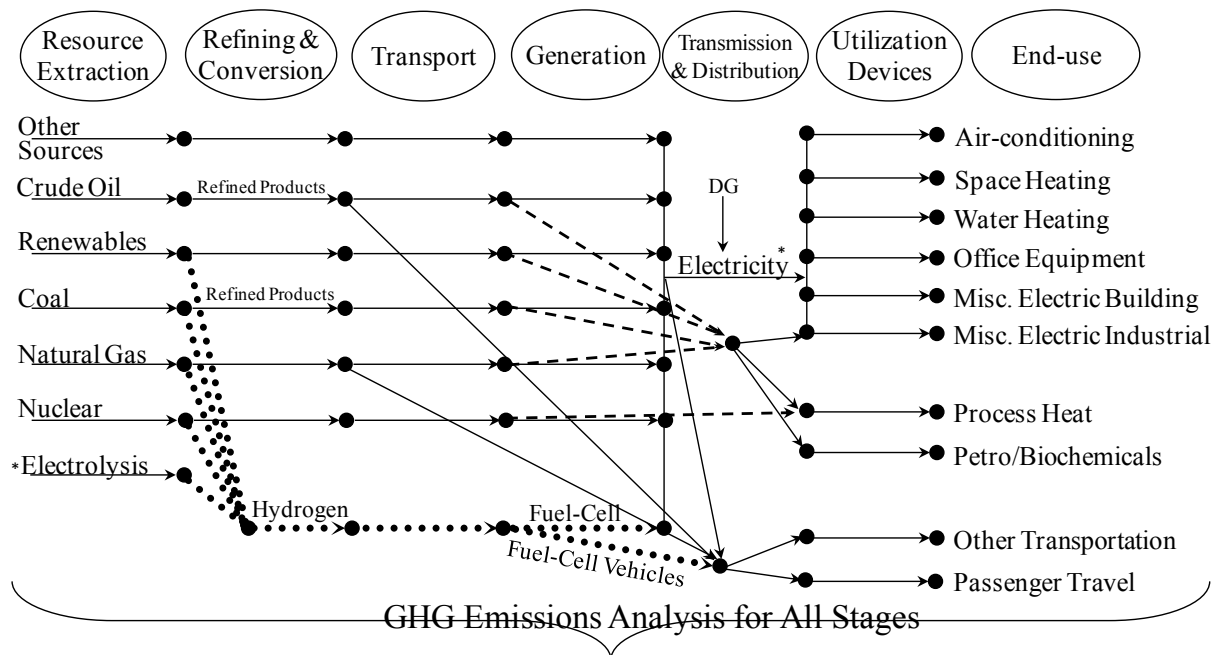 Resource
Extraction
Refining &
Conversion
Transport
Generation
Transmission
& Distribution
Utilization
Devices
End-use
Other
Sources
Crude Oil
Refined Products
Renewables
Coal
Refined Products
Natural Gas
Nuclear
*Electrolysis
Hydrogen
Fuel-Cell
Fuel-Cell Vehicles
DG
Electricity*
Air-conditioning
Space Heating
Water Heating
Office Equipment
Misc. Electric Building
Misc. Electric Industrial
Process Heat
Petro/Biochemicals
Other Transportation
Passenger Travel
GHG Emissions Analysis for All Stages